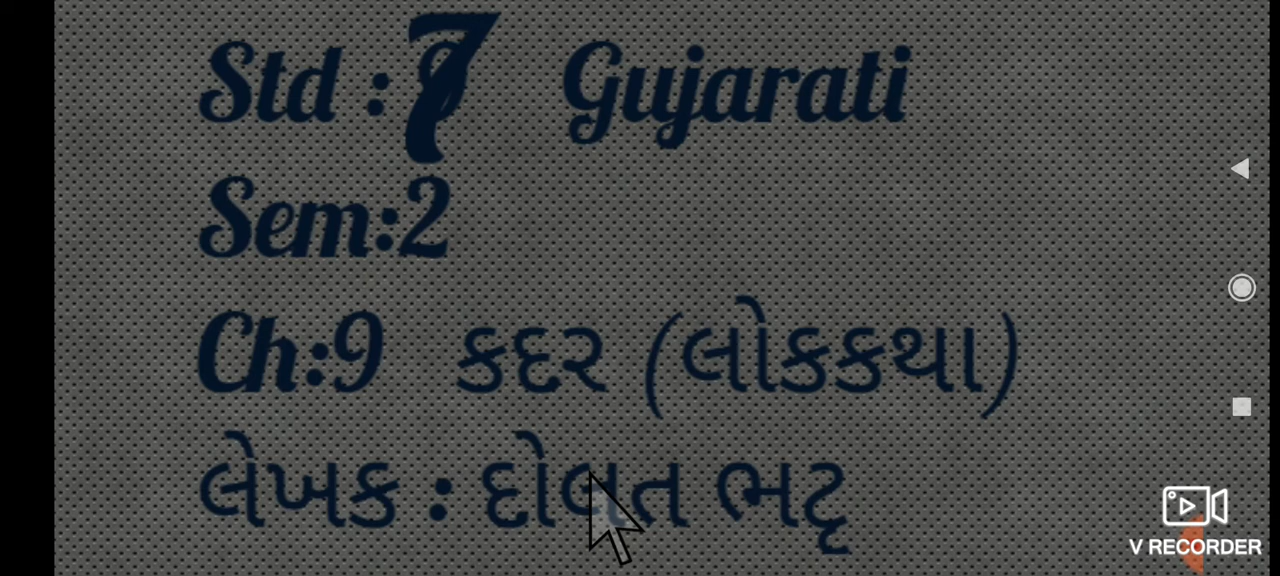 Std : 7 Gujarati
Sem:2
Ch:9 કદર (લોકકથા)
લેખક : દોલત ભટ્ટ
V RECORDER